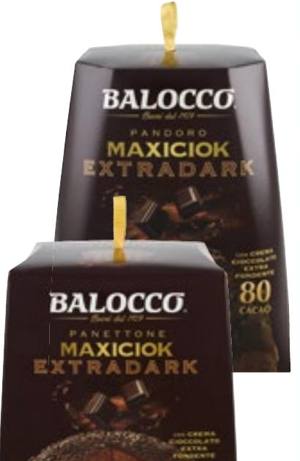 BALOCCO
Buoni dal 1927
PANDORO
MAXICIOK
EXTRADARK
CON CREMA
CIOCCOLATO
EXTRA
FONDENTE
80
CACAO
BALOCCO
Buoni dal 1927
PANETTONE
MAXICIOK
EXTRADARK
CON CREMA
CIOCCOLATO
EXTRA
FONDENTE